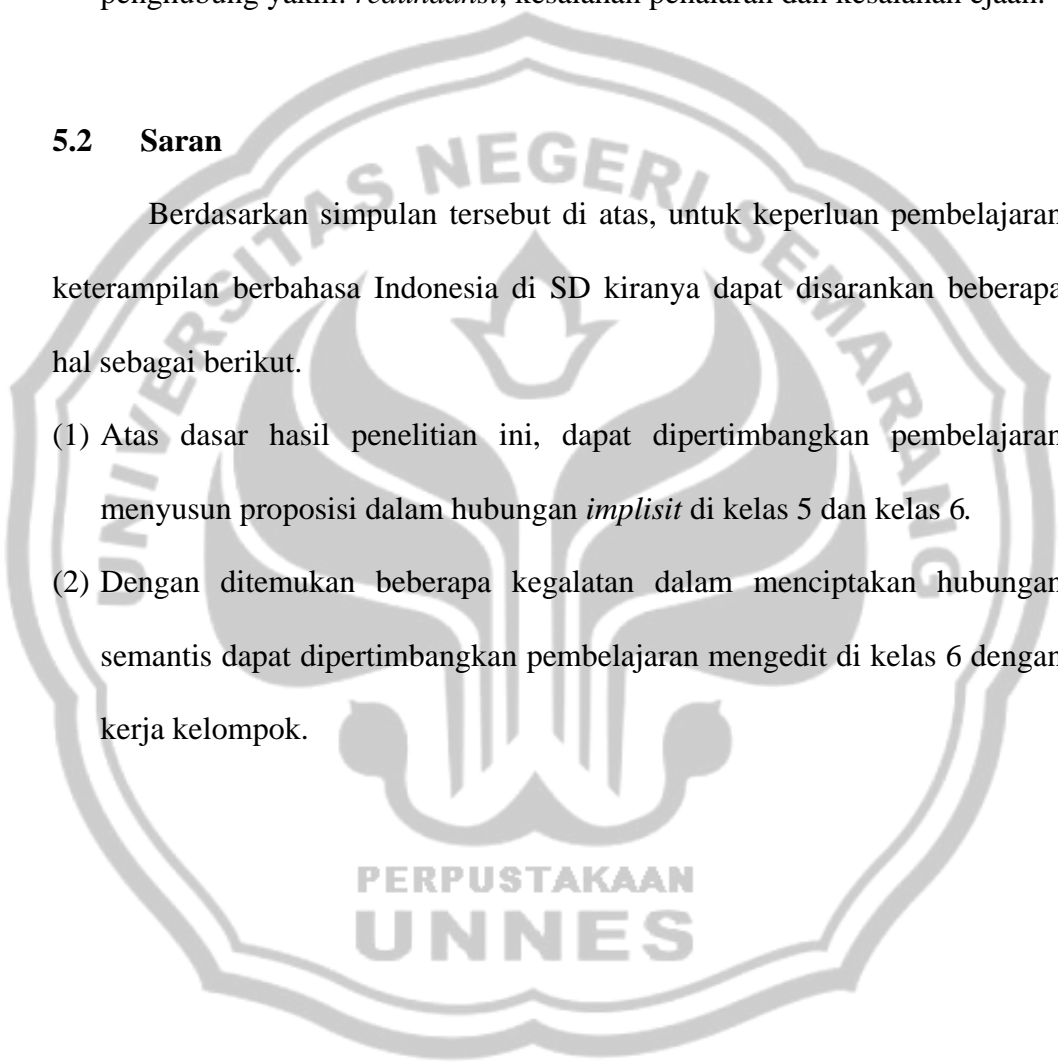 penghubung yakni: redundansi, kesalahan penalaran dan kesalahan ejaan.
5.2 Saran
Berdasarkan simpulan tersebut di atas, untuk keperluan pembelajaran
keterampilan berbahasa Indonesia di SD kiranya dapat disarankan beberapa
hal sebagai berikut.
(1) Atas dasar hasil penelitian ini, dapat dipertimbangkan pembelajaran
menyusun proposisi dalam hubungan implisit di kelas 5 dan kelas 6.
(2) Dengan ditemukan beberapa kegalatan dalam menciptakan hubungan
semantis dapat dipertimbangkan pembelajaran mengedit di kelas 6 dengan
kerja kelompok.
UNIVERSITAS NEGERI SEMARANG
PERPUSTAKAAN
UNNES